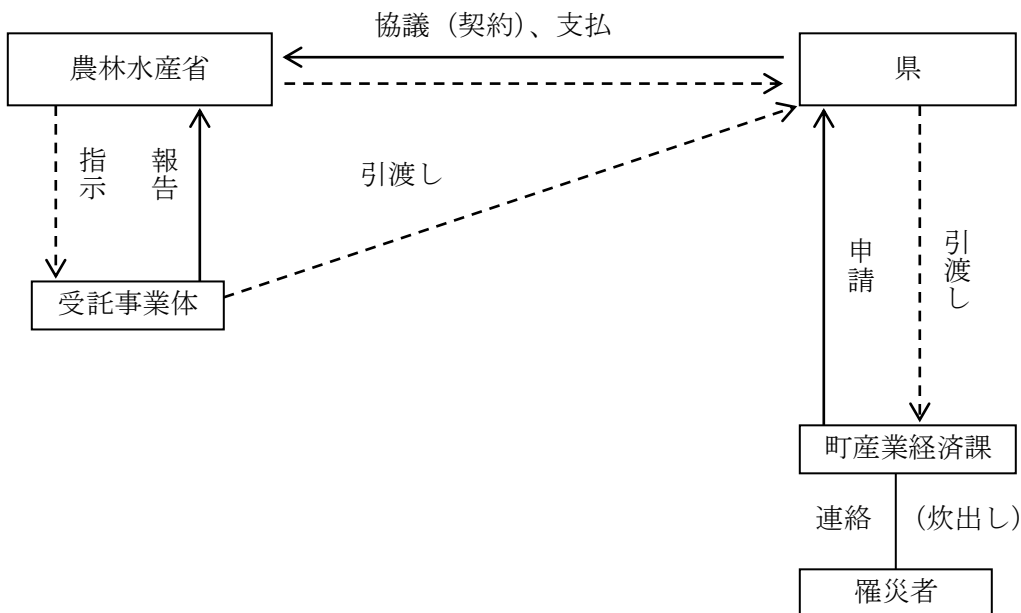 協議（契約）、支払
農林水産省
県
指示
報告
引渡し
申請
引渡し
受託事業体
町産業経済課
連絡
（炊出し）
罹災者